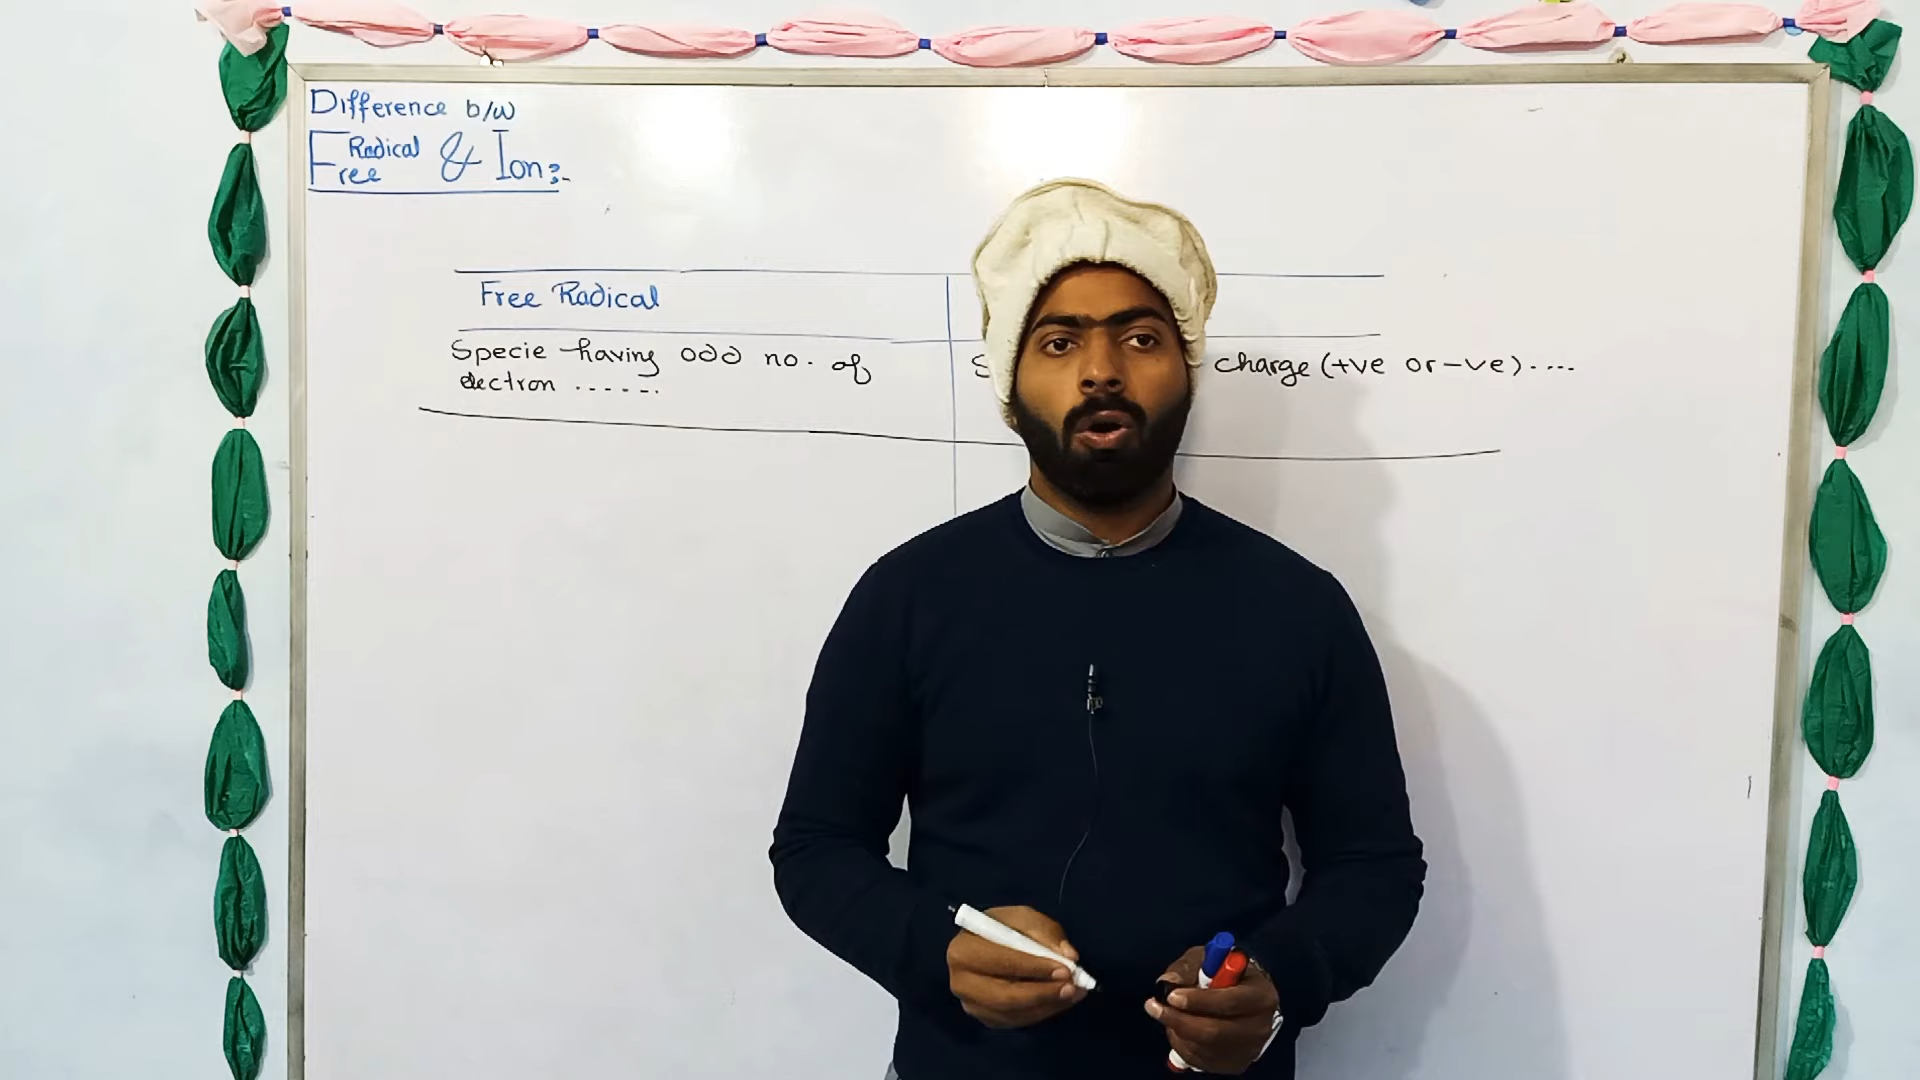 Difference b/w
Free Radical & Ion:-
Free Radical
Specie having odd no. of
electron ......
charge (+ve or -ve)....